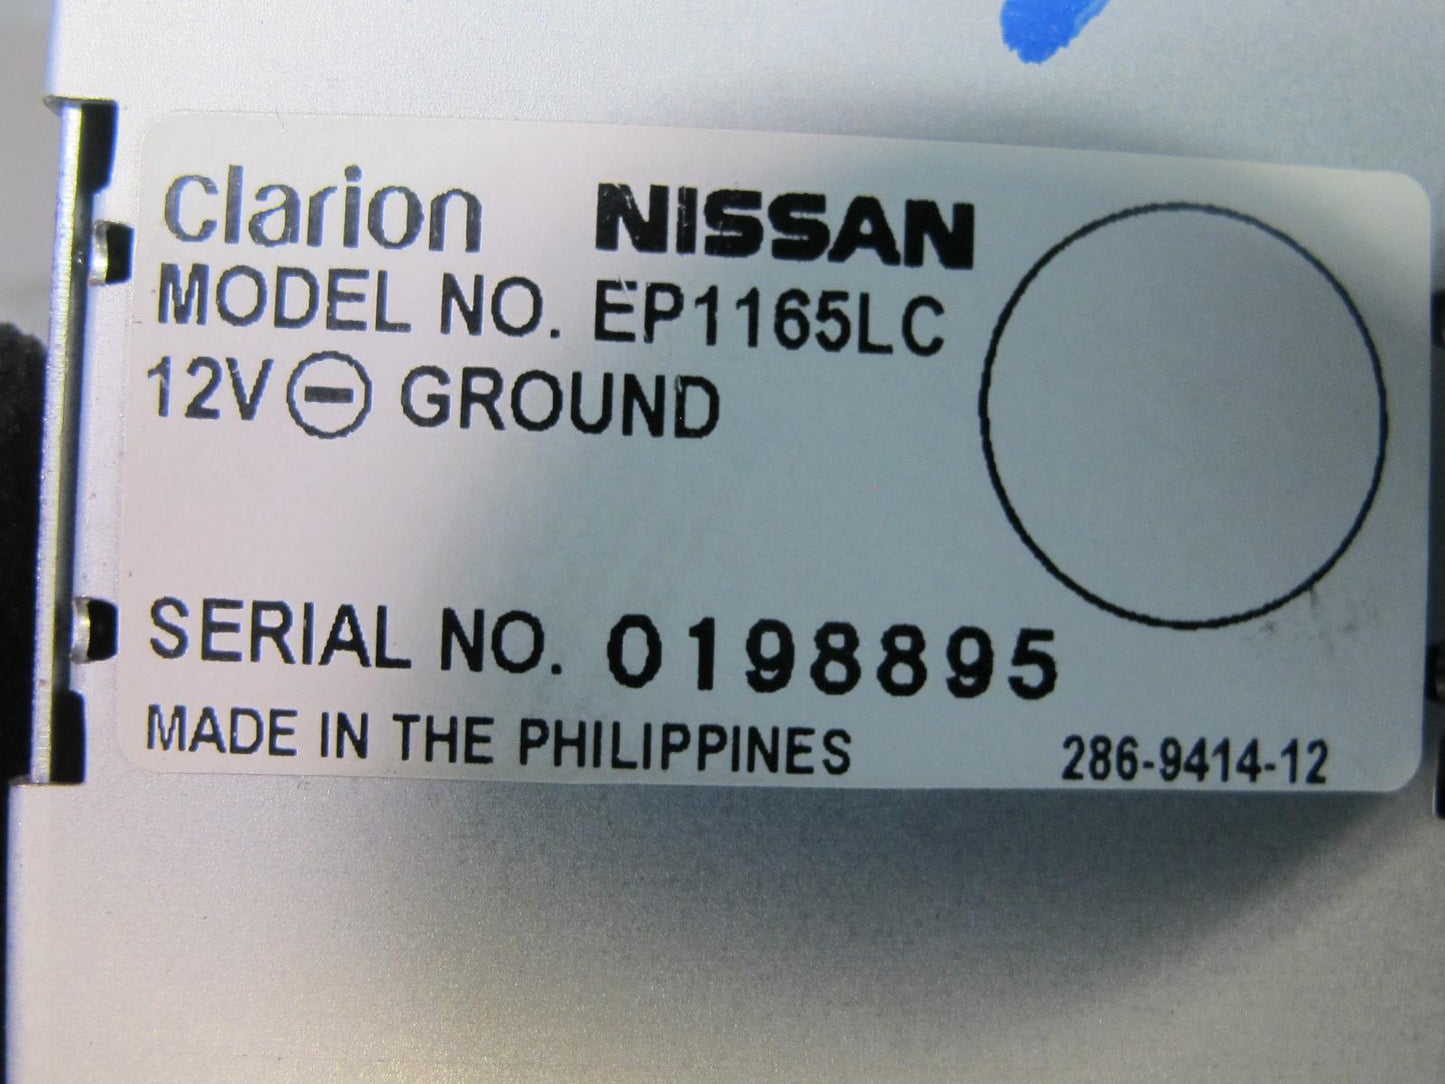 clarion NISSAN
MODEL NO. EP1165LC
12V ⊖ GROUND
SERIAL NO. 0198895
MADE IN THE PHILIPPINES 286-9414-12